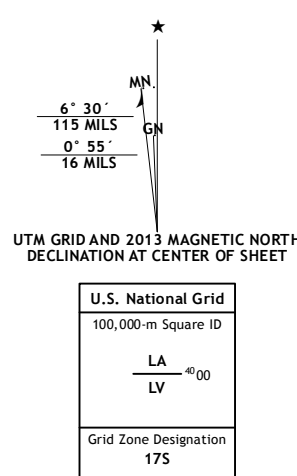 ★
MN
6° 30´
115 MILS
GN
0° 55´
16 MILS
UTM GRID AND 2013 MAGNETIC NORTH
DECLINATION AT CENTER OF SHEET
U.S. National Grid
100,000-m Square ID
LA
4000
LV
Grid Zone Designation
17S